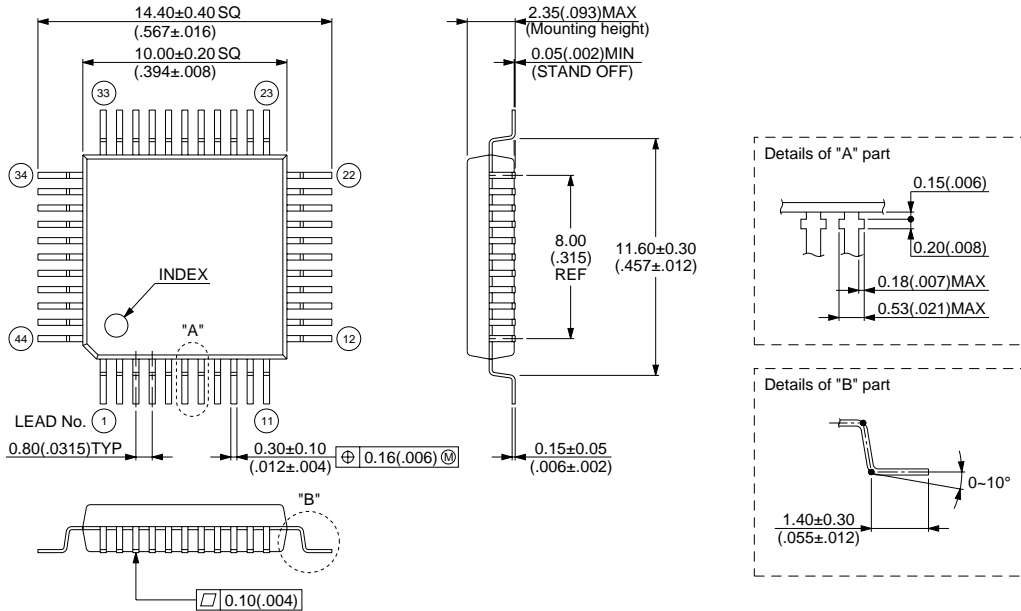 14.40±0.40 SQ
(.567±.016)
10.00±0.20 SQ
(.394±.008)
33
23
34
22
INDEX
44
"A"
12
LEAD No. 1
11
0.80(.0315)TYP
0.30±0.10
(.012±.004)
⌖ 0.16(.006) Ⓜ
"B"
⏥ 0.10(.004)
2.35(.093)MAX
(Mounting height)
0.05(.002)MIN
(STAND OFF)
8.00
(.315)
REF
11.60±0.30
(.457±.012)
0.15±0.05
(.006±.002)
Details of "A" part
0.15(.006)
0.20(.008)
0.18(.007)MAX
0.53(.021)MAX
Details of "B" part
0~10°
1.40±0.30
(.055±.012)